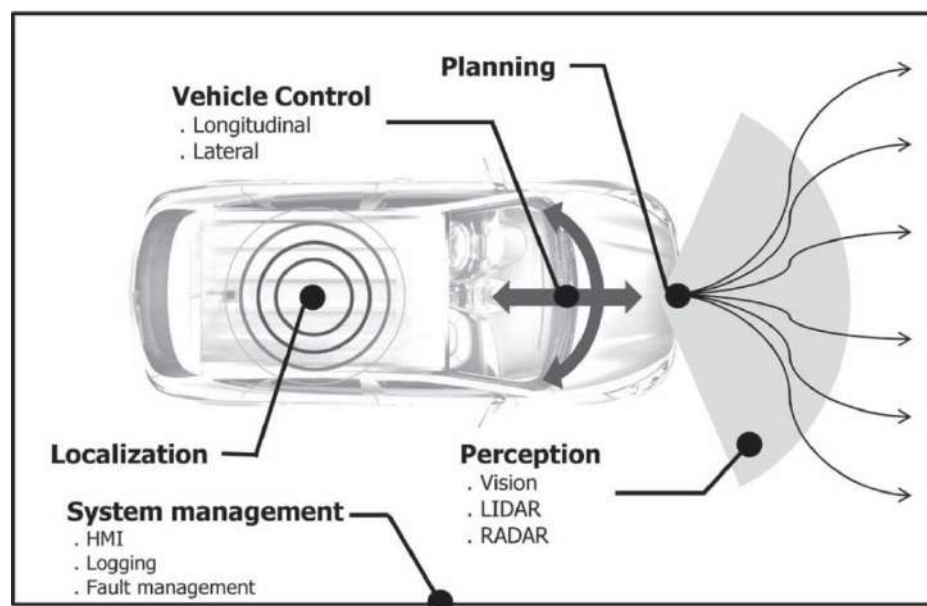 Planning
Vehicle Control
. Longitudinal
. Lateral
Localization
Perception
. Vision
. LIDAR
. RADAR
System management
. HMI
. Logging
. Fault management